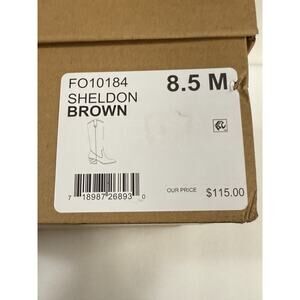 FO10184
8.5 M
SHELDON
BROWN
7 18987 26893 0
OUR PRICE
$115.00